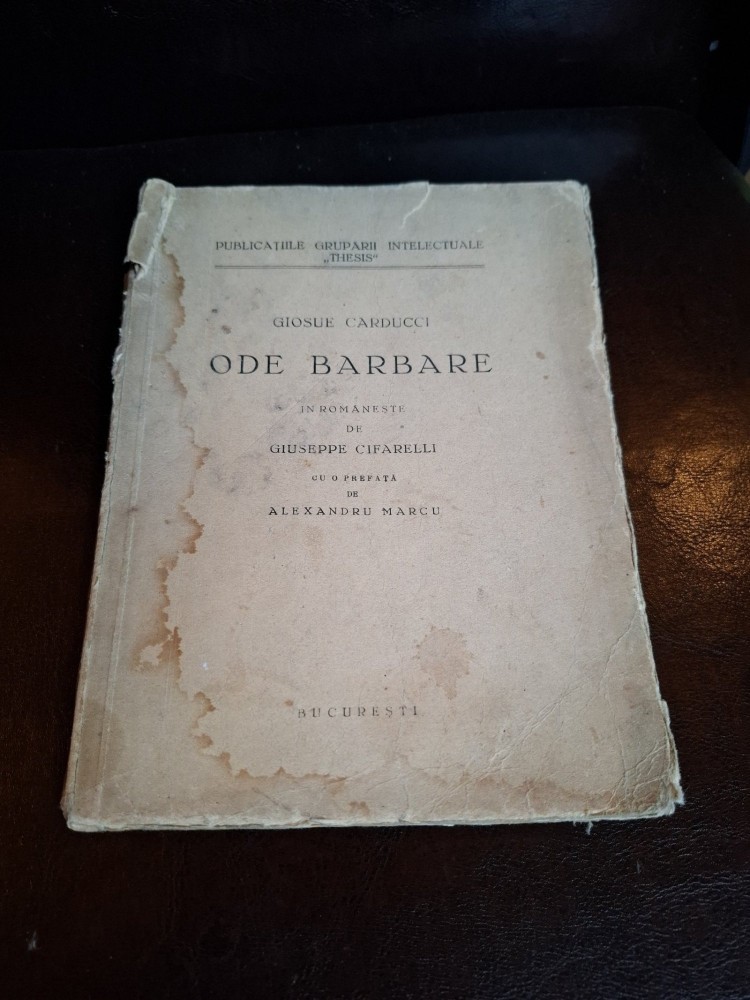 PUBLICAȚIILE GRUPARII INTELECTUALE
„THESIS“
GIOSUE CARDUCCI
ODE BARBARE
IN ROMÂNEȘTE
DE
GIUSEPPE CIFARELLI
CU O PREFAȚĂ
DE
ALEXANDRU MARCU
BUCUREȘTI